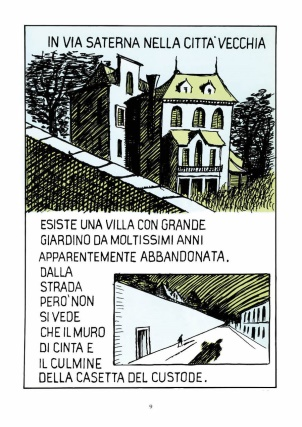 IN VIA SATERNA NELLA CITTA' VECCHIA
ESISTE UNA VILLA CON GRANDE
GIARDINO DA MOLTISSIMI ANNI
APPARENTEMENTE ABBANDONATA.
DALLA
STRADA
PERO' NON
SI VEDE
CHE IL MURO
DI CINTA E
IL CULMINE
DELLA CASETTA DEL CUSTODE.
9